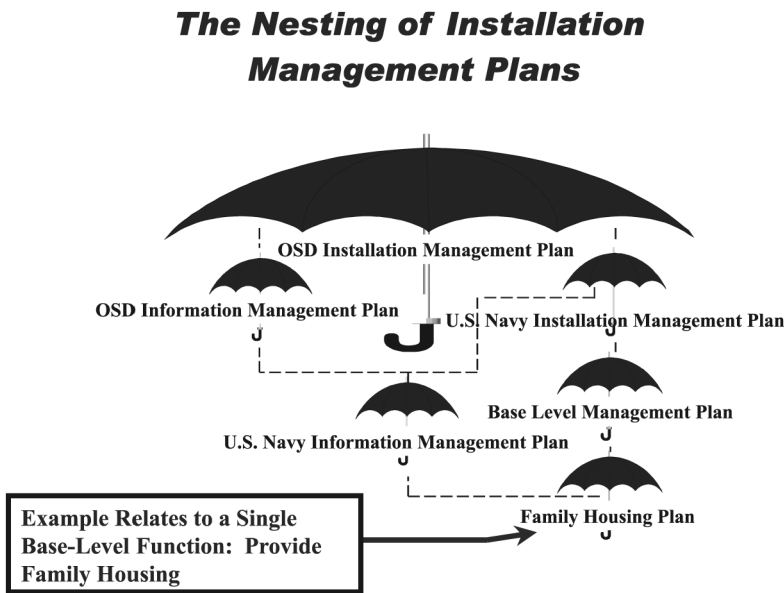 The Nesting of Installation
Management Plans
OSD Installation Management Plan
OSD Information Management Plan
U.S. Navy Installation Management Plan
Base Level Management Plan
U.S. Navy Information Management Plan
Family Housing Plan
Example Relates to a Single
Base-Level Function: Provide
Family Housing